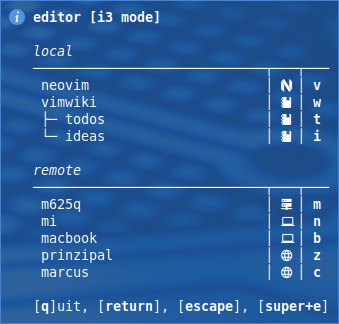 editor [i3 mode]
local
neovim v
vimwiki w
├─ todos t
└─ ideas i
remote
m625q m
mi n
macbook b
prinzipal z
marcus c
[q]uit, [return], [escape], [super+e]